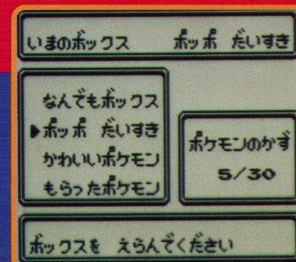 いまのボックス　ポッポ だいすき
なんでもボックス
▶ポッポ だいすき
かわいいポケモン
もらったポケモン
ポケモンのかず
5/30
ボックスを えらんでください